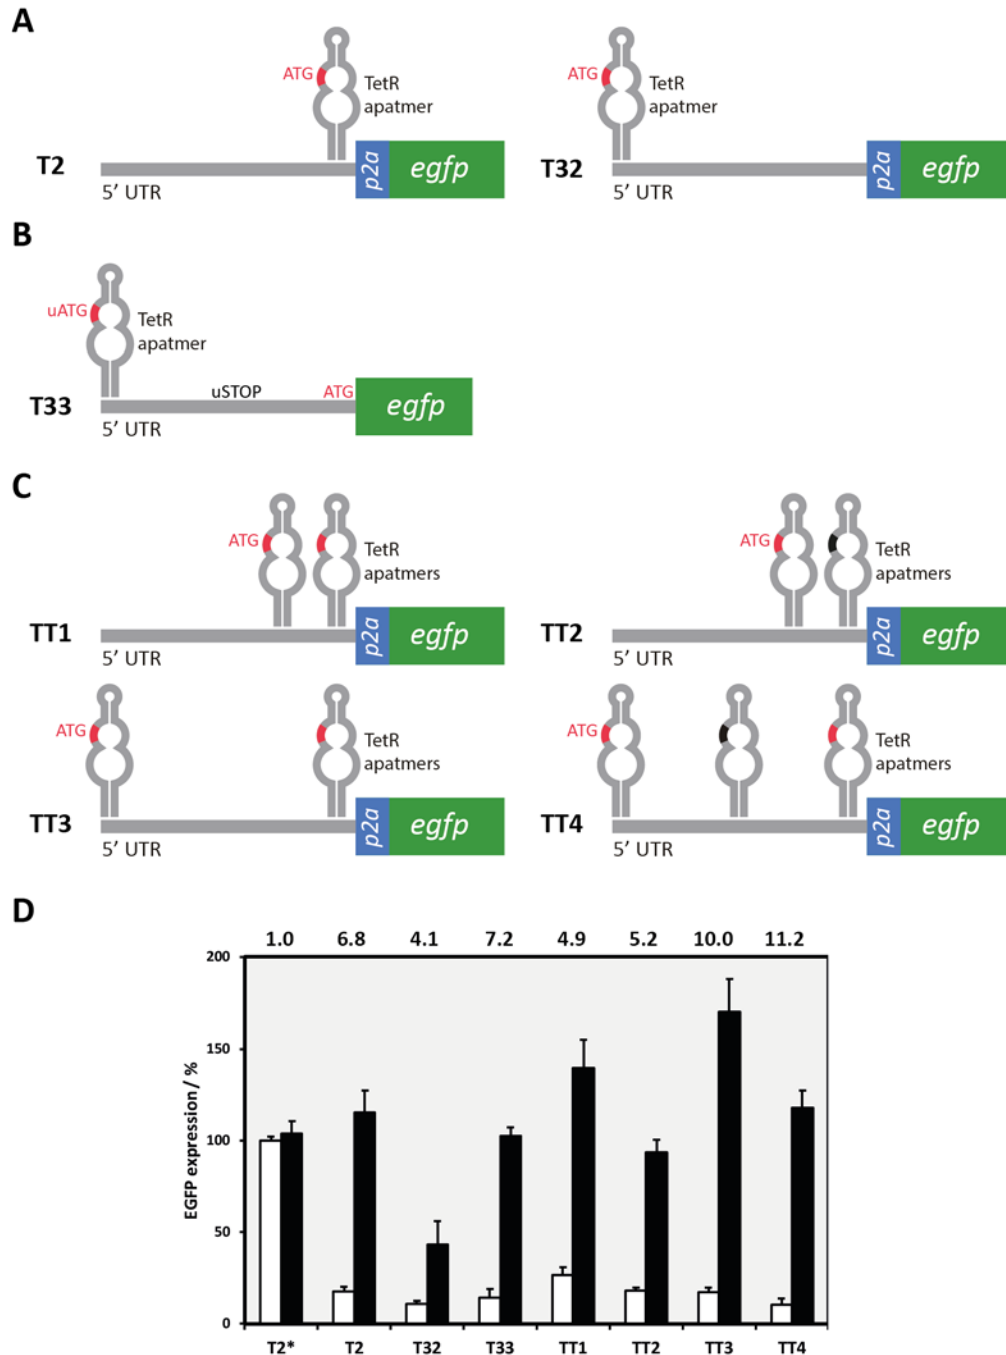 A
ATG
TetR
apatmer
T2
5' UTR
p2a
egfp
ATG
TetR
apatmer
T32
5' UTR
p2a
egfp
B
uATG
TetR
apatmer
uSTOP
ATG
T33
5' UTR
egfp
C
ATG
TetR
apatmers
TT1
5' UTR
p2a
egfp
ATG
TetR
apatmers
TT2
5' UTR
p2a
egfp
ATG
TetR
apatmers
TT3
5' UTR
p2a
egfp
ATG
TetR
apatmers
TT4
5' UTR
p2a
egfp
D
1.0 6.8 4.1 7.2 4.9 5.2 10.0 11.2
200
150
100
50
0
EGFP expression / %
T2* T2 T32 T33 TT1 TT2 TT3 TT4